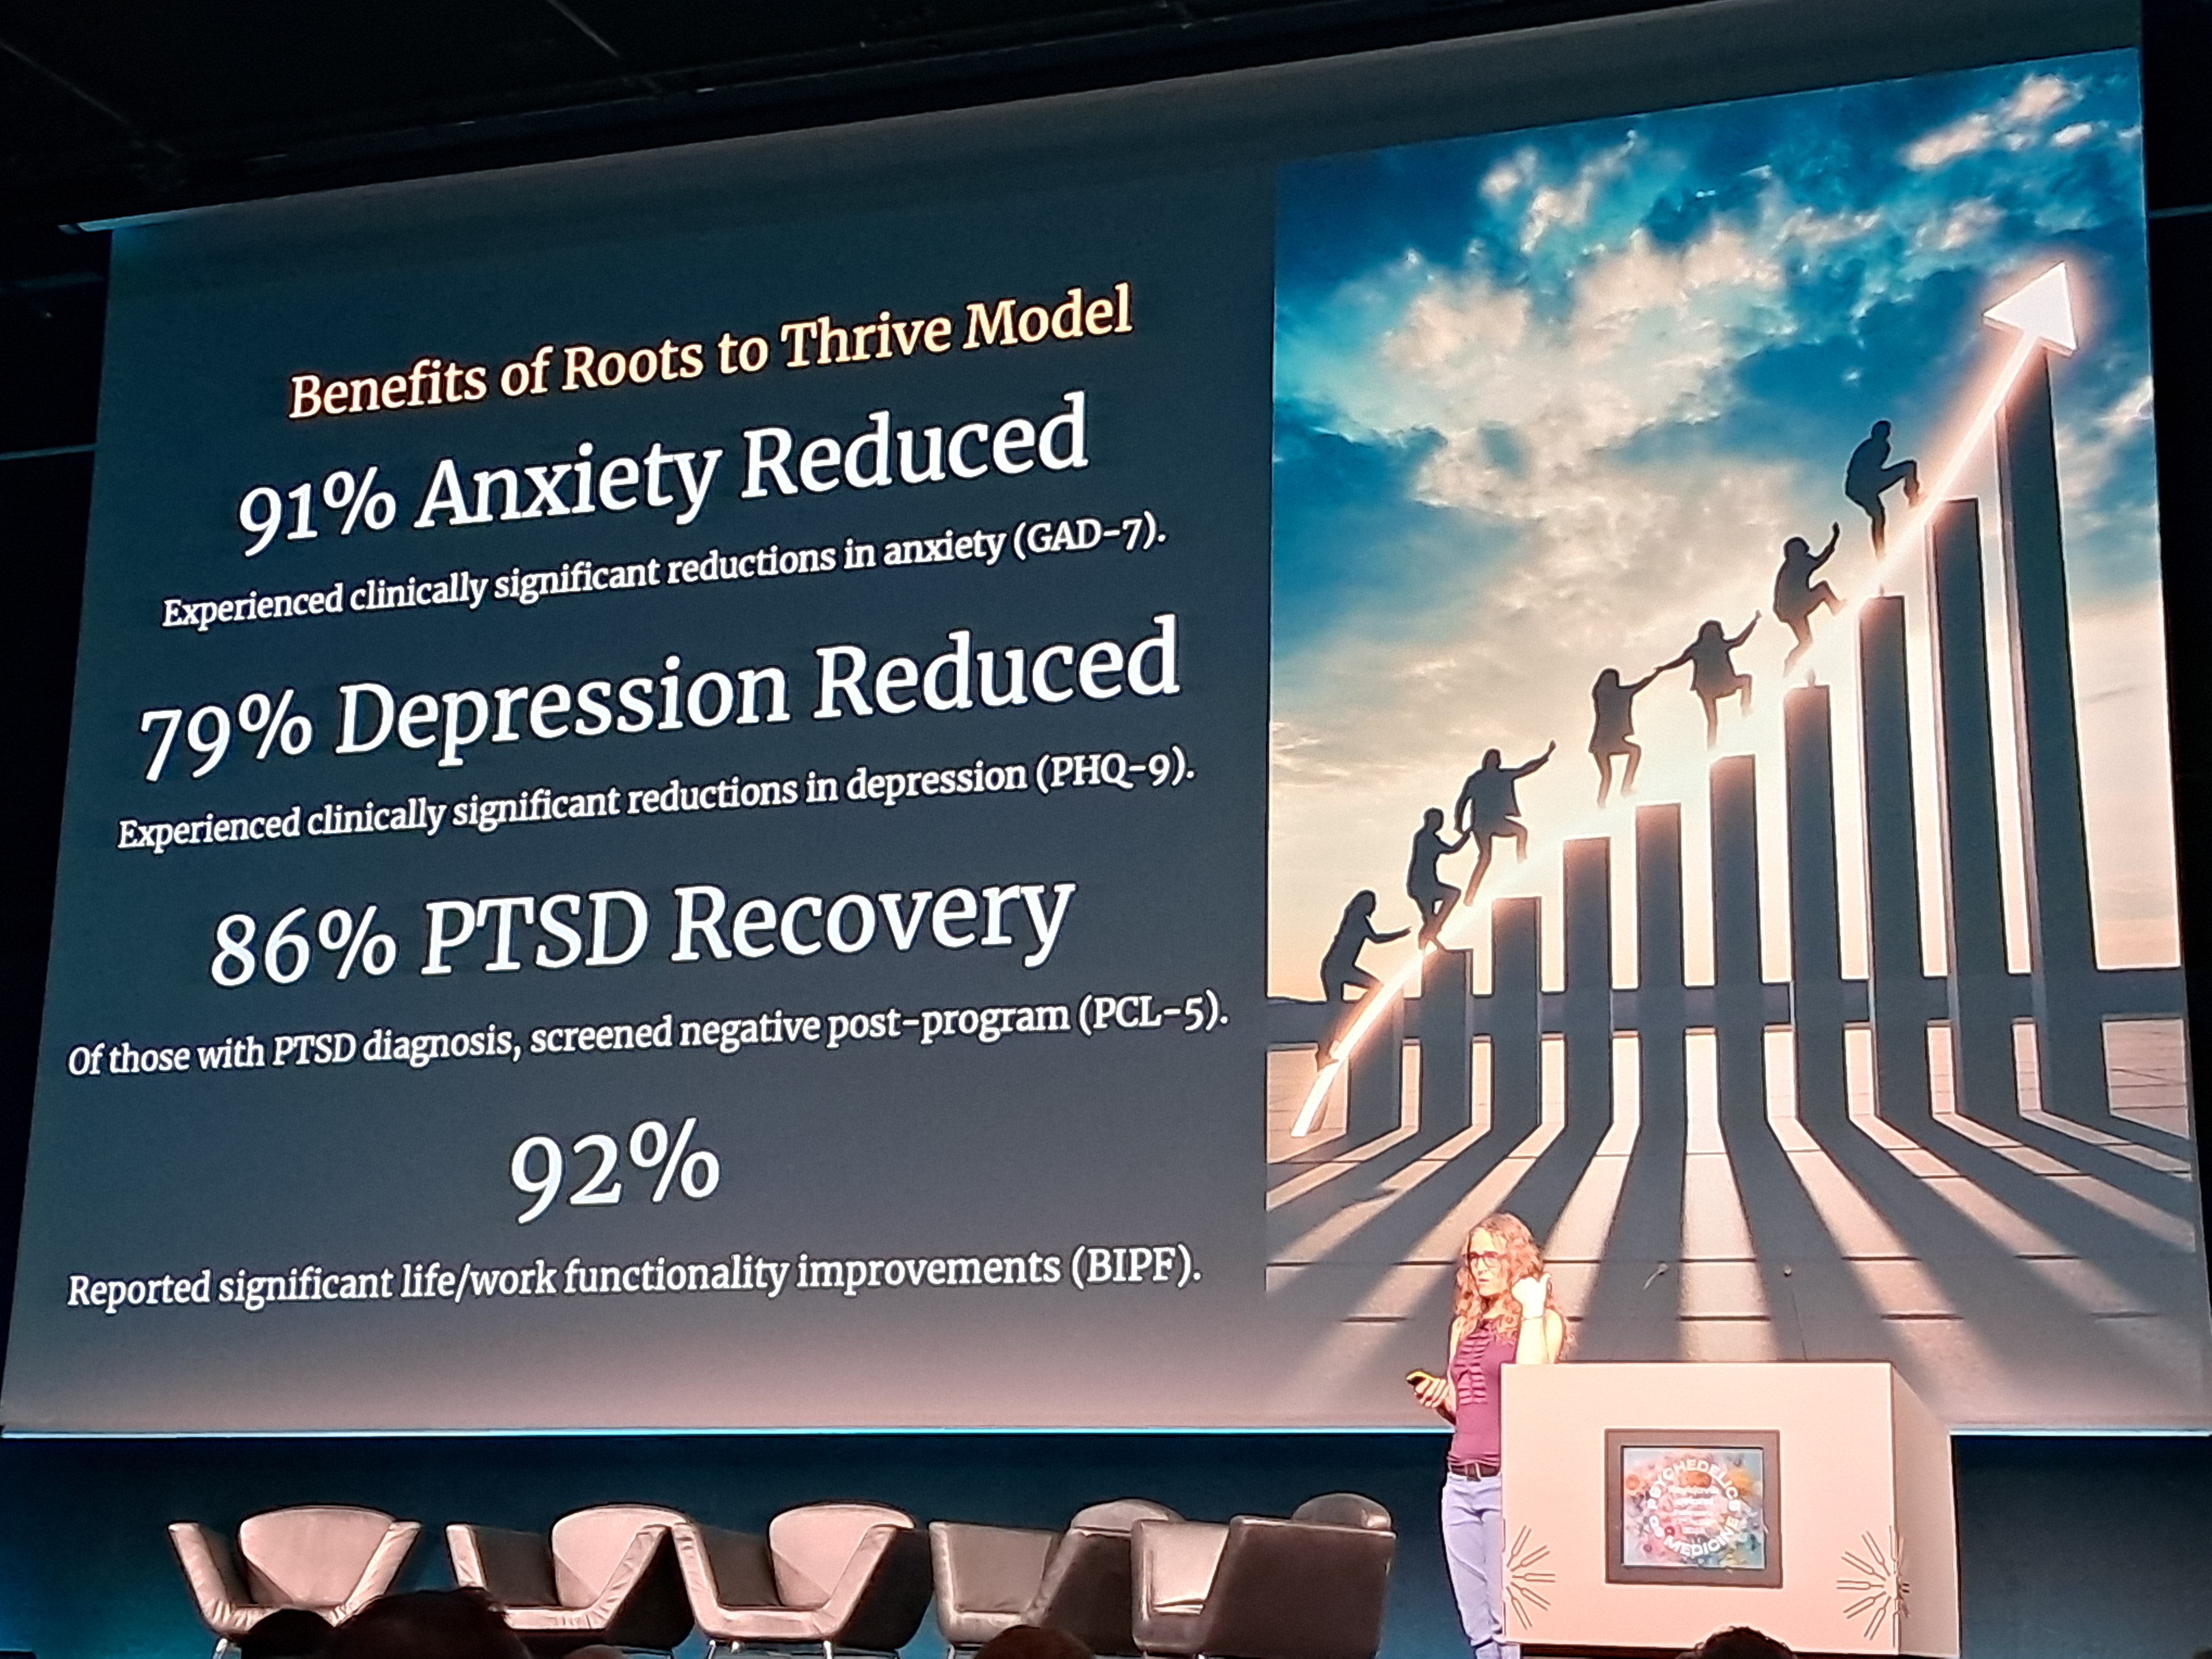 Benefits of Roots to Thrive Model
91% Anxiety Reduced
Experienced clinically significant reductions in anxiety (GAD-7).
79% Depression Reduced
Experienced clinically significant reductions in depression (PHQ-9).
86% PTSD Recovery
Of those with PTSD diagnosis, screened negative post-program (PCL-5).
92%
Reported significant life/work functionality improvements (BIPF).
PSYCHEDELICS
MEDICINE